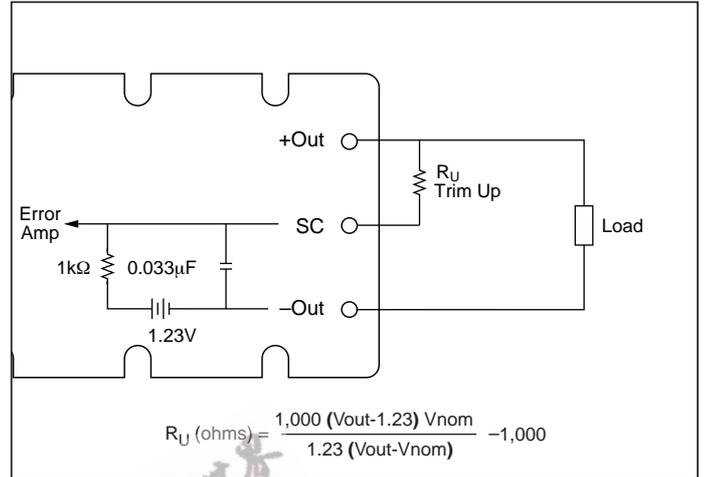 +Out
R_U
Trim Up
Error
Amp
SC
Load
1kΩ
0.033µF
–Out
1.23V
R_U (ohms) = 1,000 (Vout-1.23) Vnom / 1.23 (Vout-Vnom) –1,000